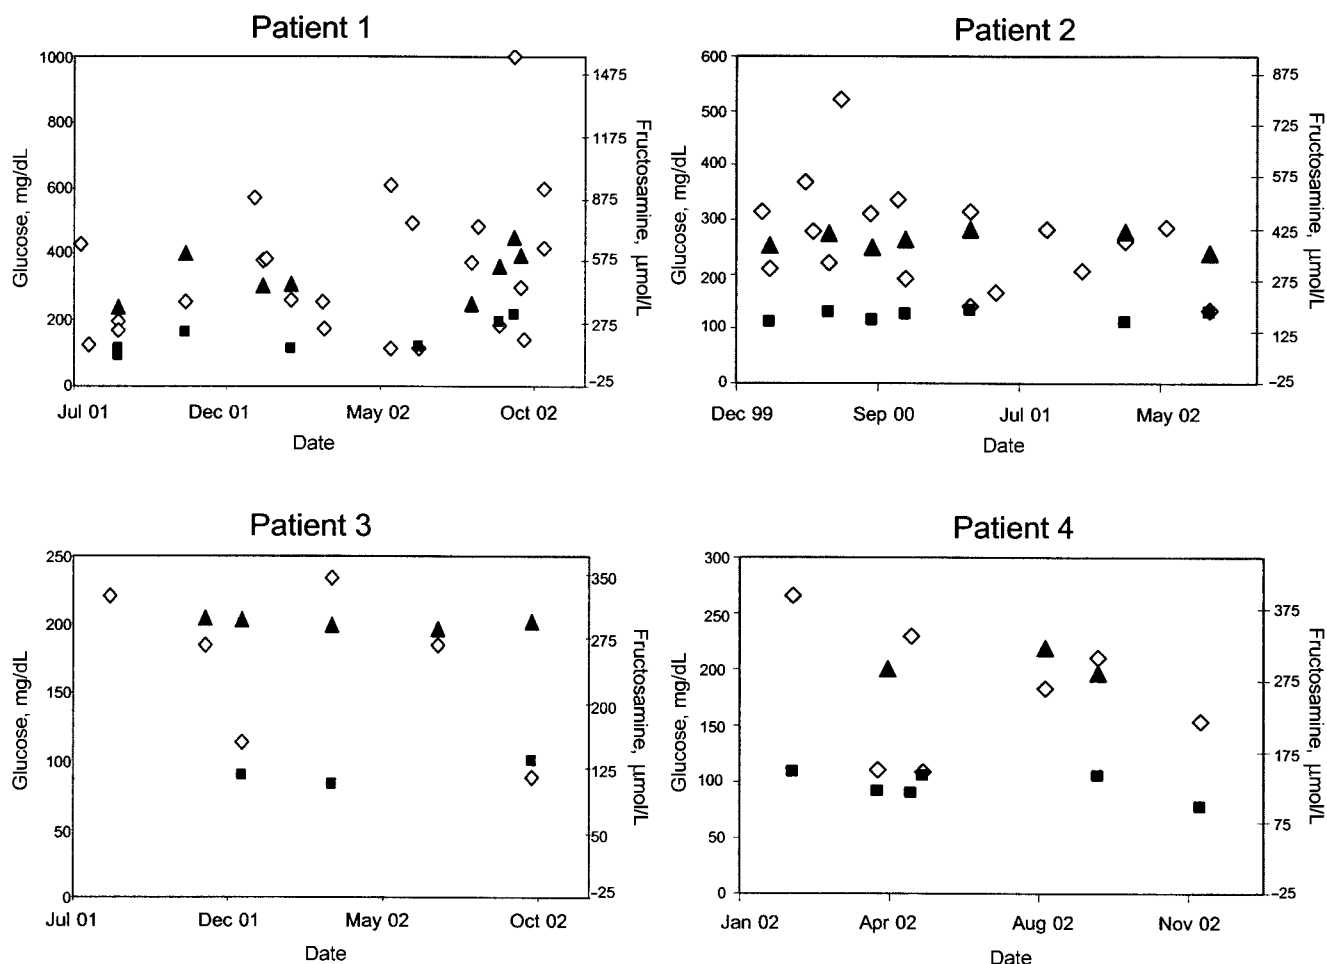 Patient 1
1000
800
600
400
200
0
Glucose, mg/dL
1475
1175
875
575
275
−25
Fructosamine, μmol/L
Jul 01 Dec 01 May 02 Oct 02
Date
Patient 2
600
500
400
300
200
100
0
Glucose, mg/dL
875
725
575
425
275
125
−25
Fructosamine, μmol/L
Dec 99 Sep 00 Jul 01 May 02
Date
Patient 3
250
200
150
100
50
0
Glucose, mg/dL
350
275
200
125
50
−25
Fructosamine, μmol/L
Jul 01 Dec 01 May 02 Oct 02
Date
Patient 4
300
250
200
150
100
50
0
Glucose, mg/dL
375
275
175
75
−25
Fructosamine, μmol/L
Jan 02 Apr 02 Aug 02 Nov 02
Date